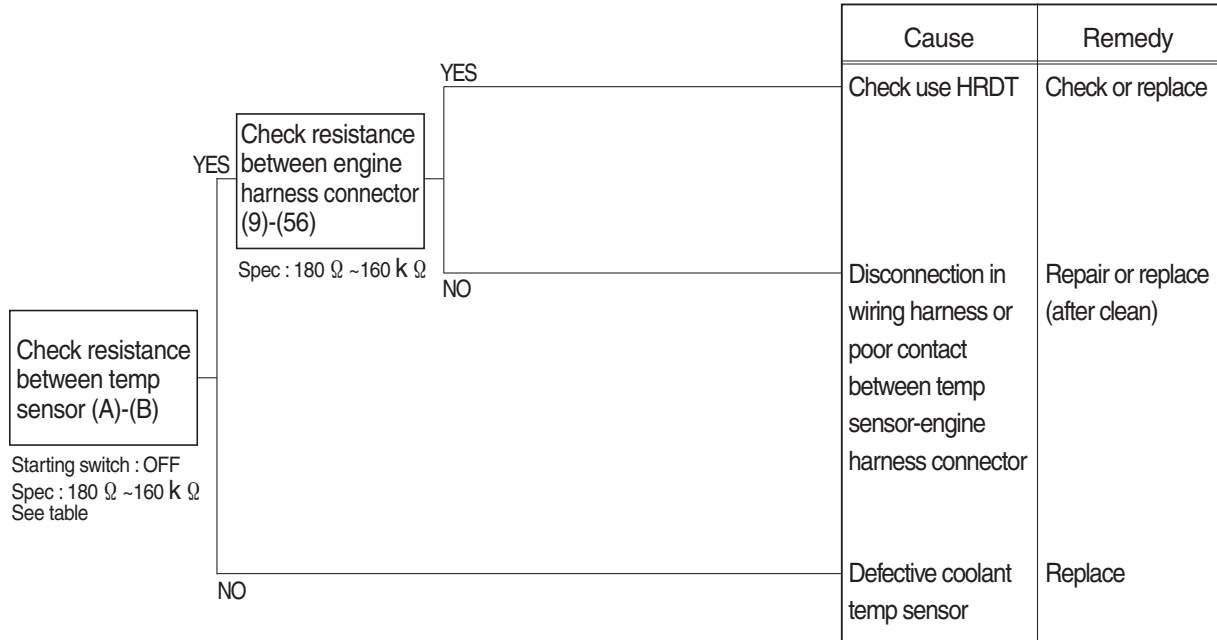 Cause Remedy
YES
Check use HRDT Check or replace
Check resistance
YES between engine
harness connector
(9)-(56)
Spec : 180 Ω ~160 k Ω
NO
Disconnection in Repair or replace
wiring harness or (after clean)
poor contact
between temp
sensor-engine
harness connector
Check resistance
between temp
sensor (A)-(B)
Starting switch : OFF
Spec : 180 Ω ~160 k Ω
See table
NO
Defective coolant Replace
temp sensor